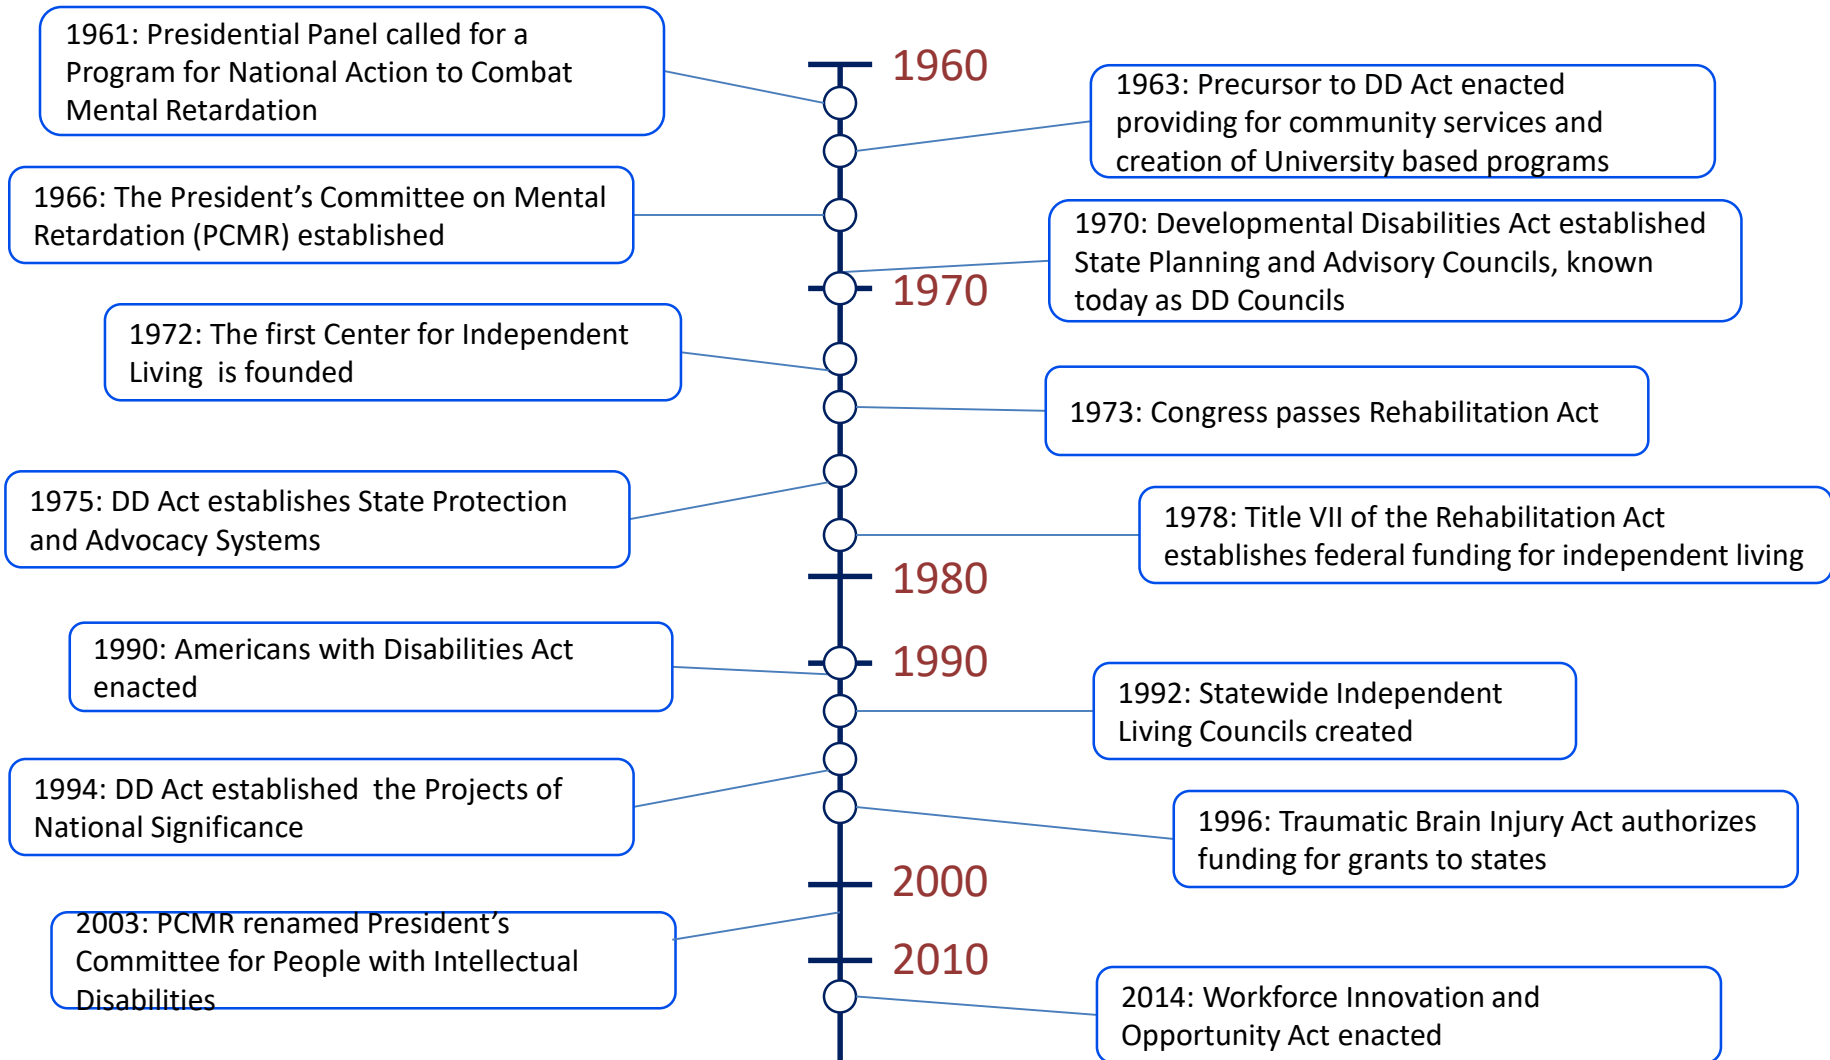 1961: Presidential Panel called for a
Program for National Action to Combat
Mental Retardation
1960
1963: Precursor to DD Act enacted
providing for community services and
creation of University based programs
1966: The President’s Committee on Mental
Retardation (PCMR) established
1970: Developmental Disabilities Act established
State Planning and Advisory Councils, known
today as DD Councils
1970
1972: The first Center for Independent
Living  is founded
1973: Congress passes Rehabilitation Act
1975: DD Act establishes State Protection
and Advocacy Systems
1978: Title VII of the Rehabilitation Act
establishes federal funding for independent living
1980
1990: Americans with Disabilities Act
enacted
1990
1992: Statewide Independent
Living Councils created
1994: DD Act established  the Projects of
National Significance
1996: Traumatic Brain Injury Act authorizes
funding for grants to states
2000
2003: PCMR renamed President’s
Committee for People with Intellectual
Disabilities
2010
2014: Workforce Innovation and
Opportunity Act enacted